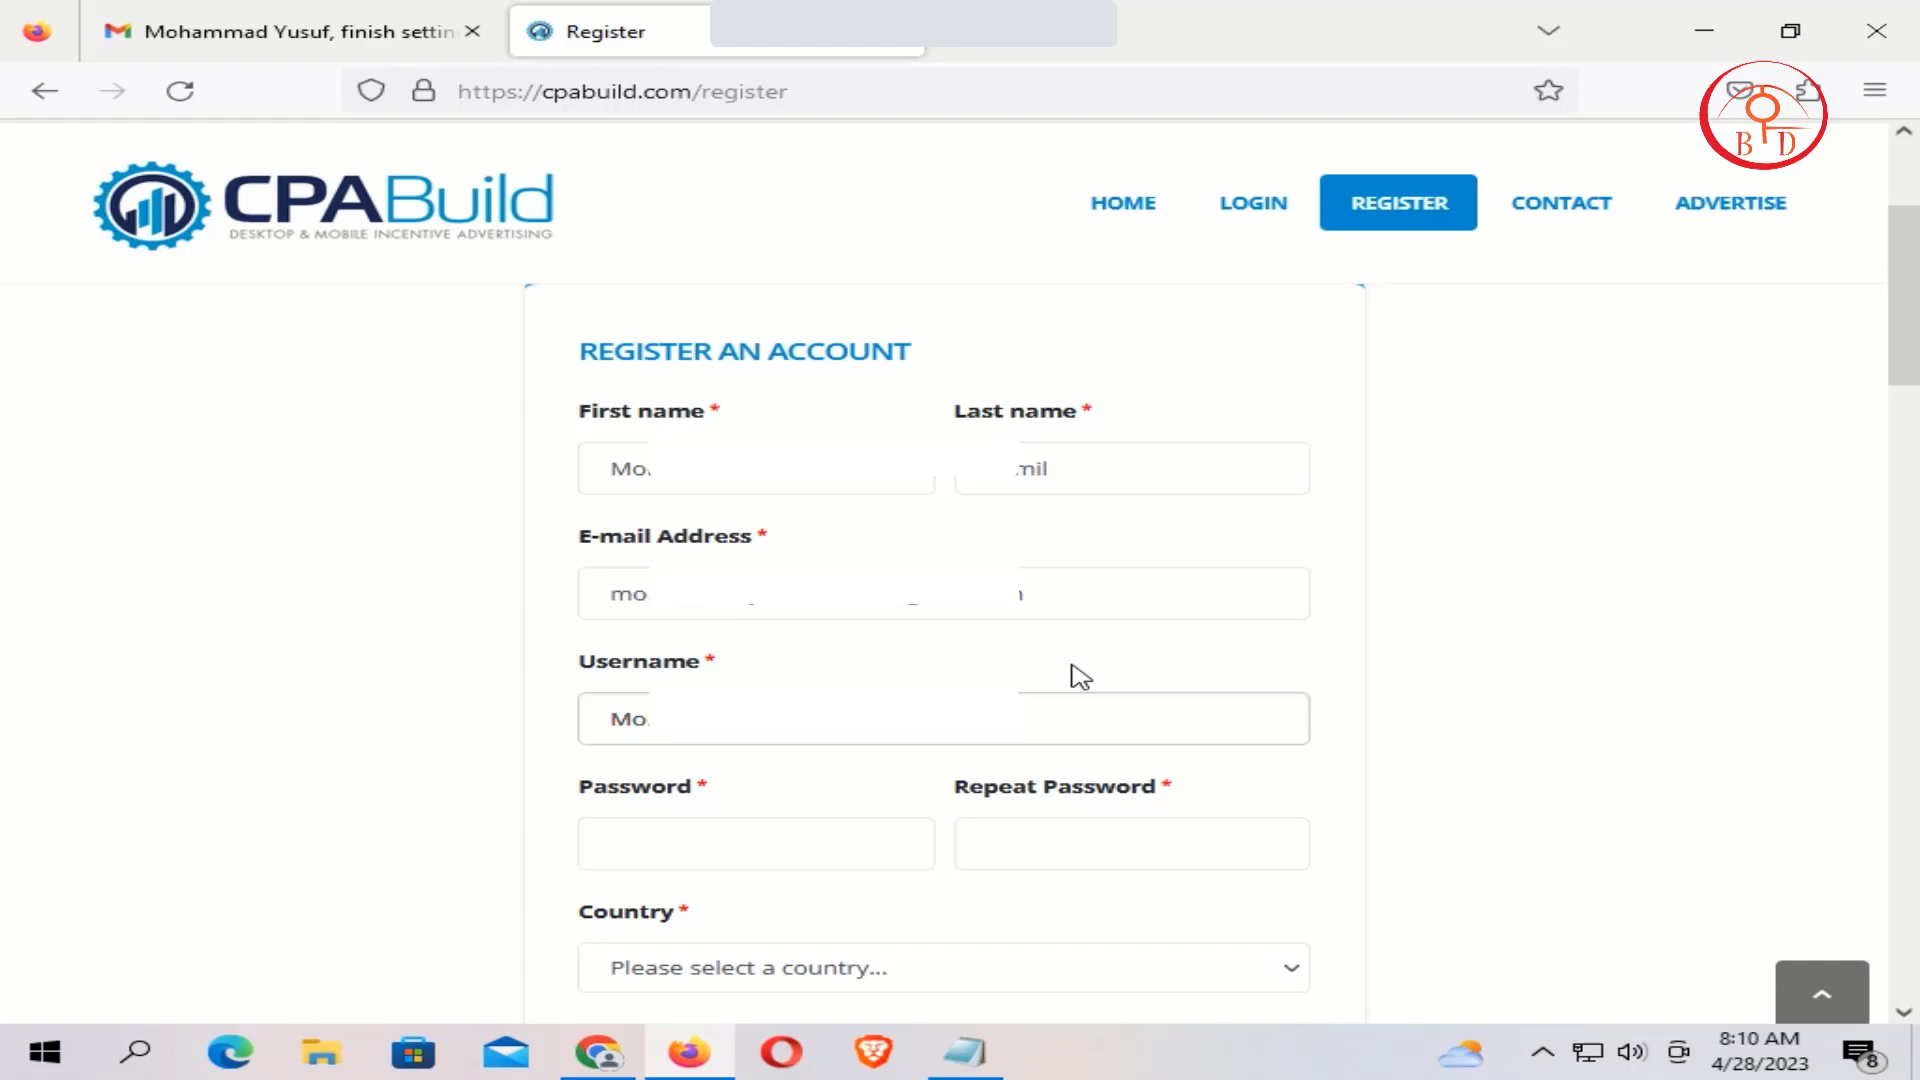 Mohammad Yusuf, finish settin
Register
https://cpabuild.com/register
B D
CPABuild
DESKTOP & MOBILE INCENTIVE ADVERTISING
HOME
LOGIN
REGISTER
CONTACT
ADVERTISE
REGISTER AN ACCOUNT
First name *
Last name *
Mo
mil
E-mail Address *
mo
Username *
Mo
Password *
Repeat Password *
Country *
Please select a country...
8:10 AM
4/28/2023
8